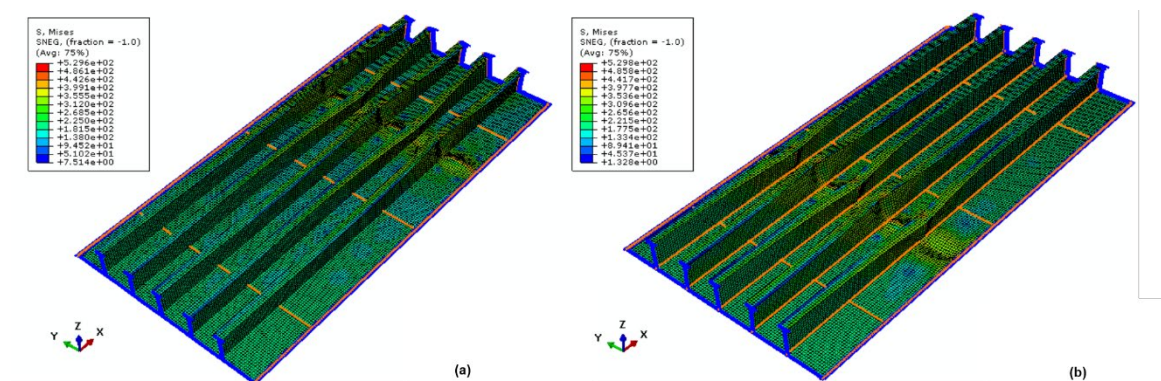 S, Mises
SNEG, (fraction = -1.0)
(Avg: 75%)
+5.296e+02
+4.861e+02
+4.426e+02
+3.991e+02
+3.555e+02
+3.120e+02
+2.685e+02
+2.250e+02
+1.815e+02
+1.380e+02
+9.452e+01
+5.102e+01
+7.514e+00
Y Z X
(a)
S, Mises
SNEG, (fraction = -1.0)
(Avg: 75%)
+5.298e+02
+4.858e+02
+4.417e+02
+3.977e+02
+3.536e+02
+3.096e+02
+2.656e+02
+2.215e+02
+1.775e+02
+1.334e+02
+8.941e+01
+4.537e+01
+1.328e+00
Y Z X
(b)